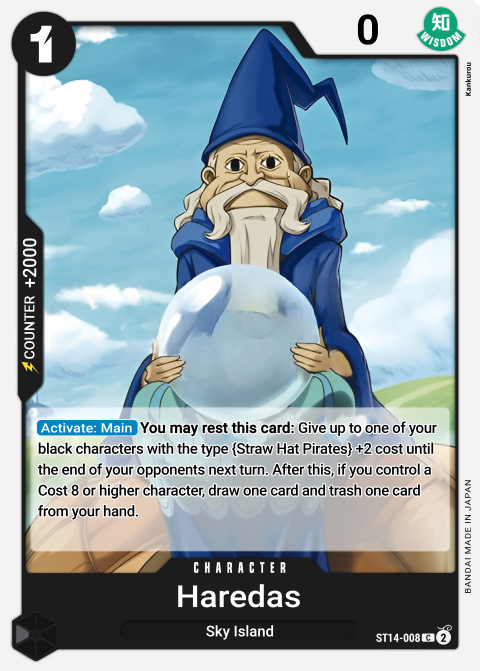 1
0
知
WISDOM
Kankurou
COUNTER +2000
Activate: Main You may rest this card: Give up to one of your
black characters with the type {Straw Hat Pirates} +2 cost until
the end of your opponents next turn. After this, if you control a
Cost 8 or higher character, draw one card and trash one card
from your hand.
BANDAI MADE IN JAPAN
CHARACTER
Haredas
Sky Island
ST14-008 C 2